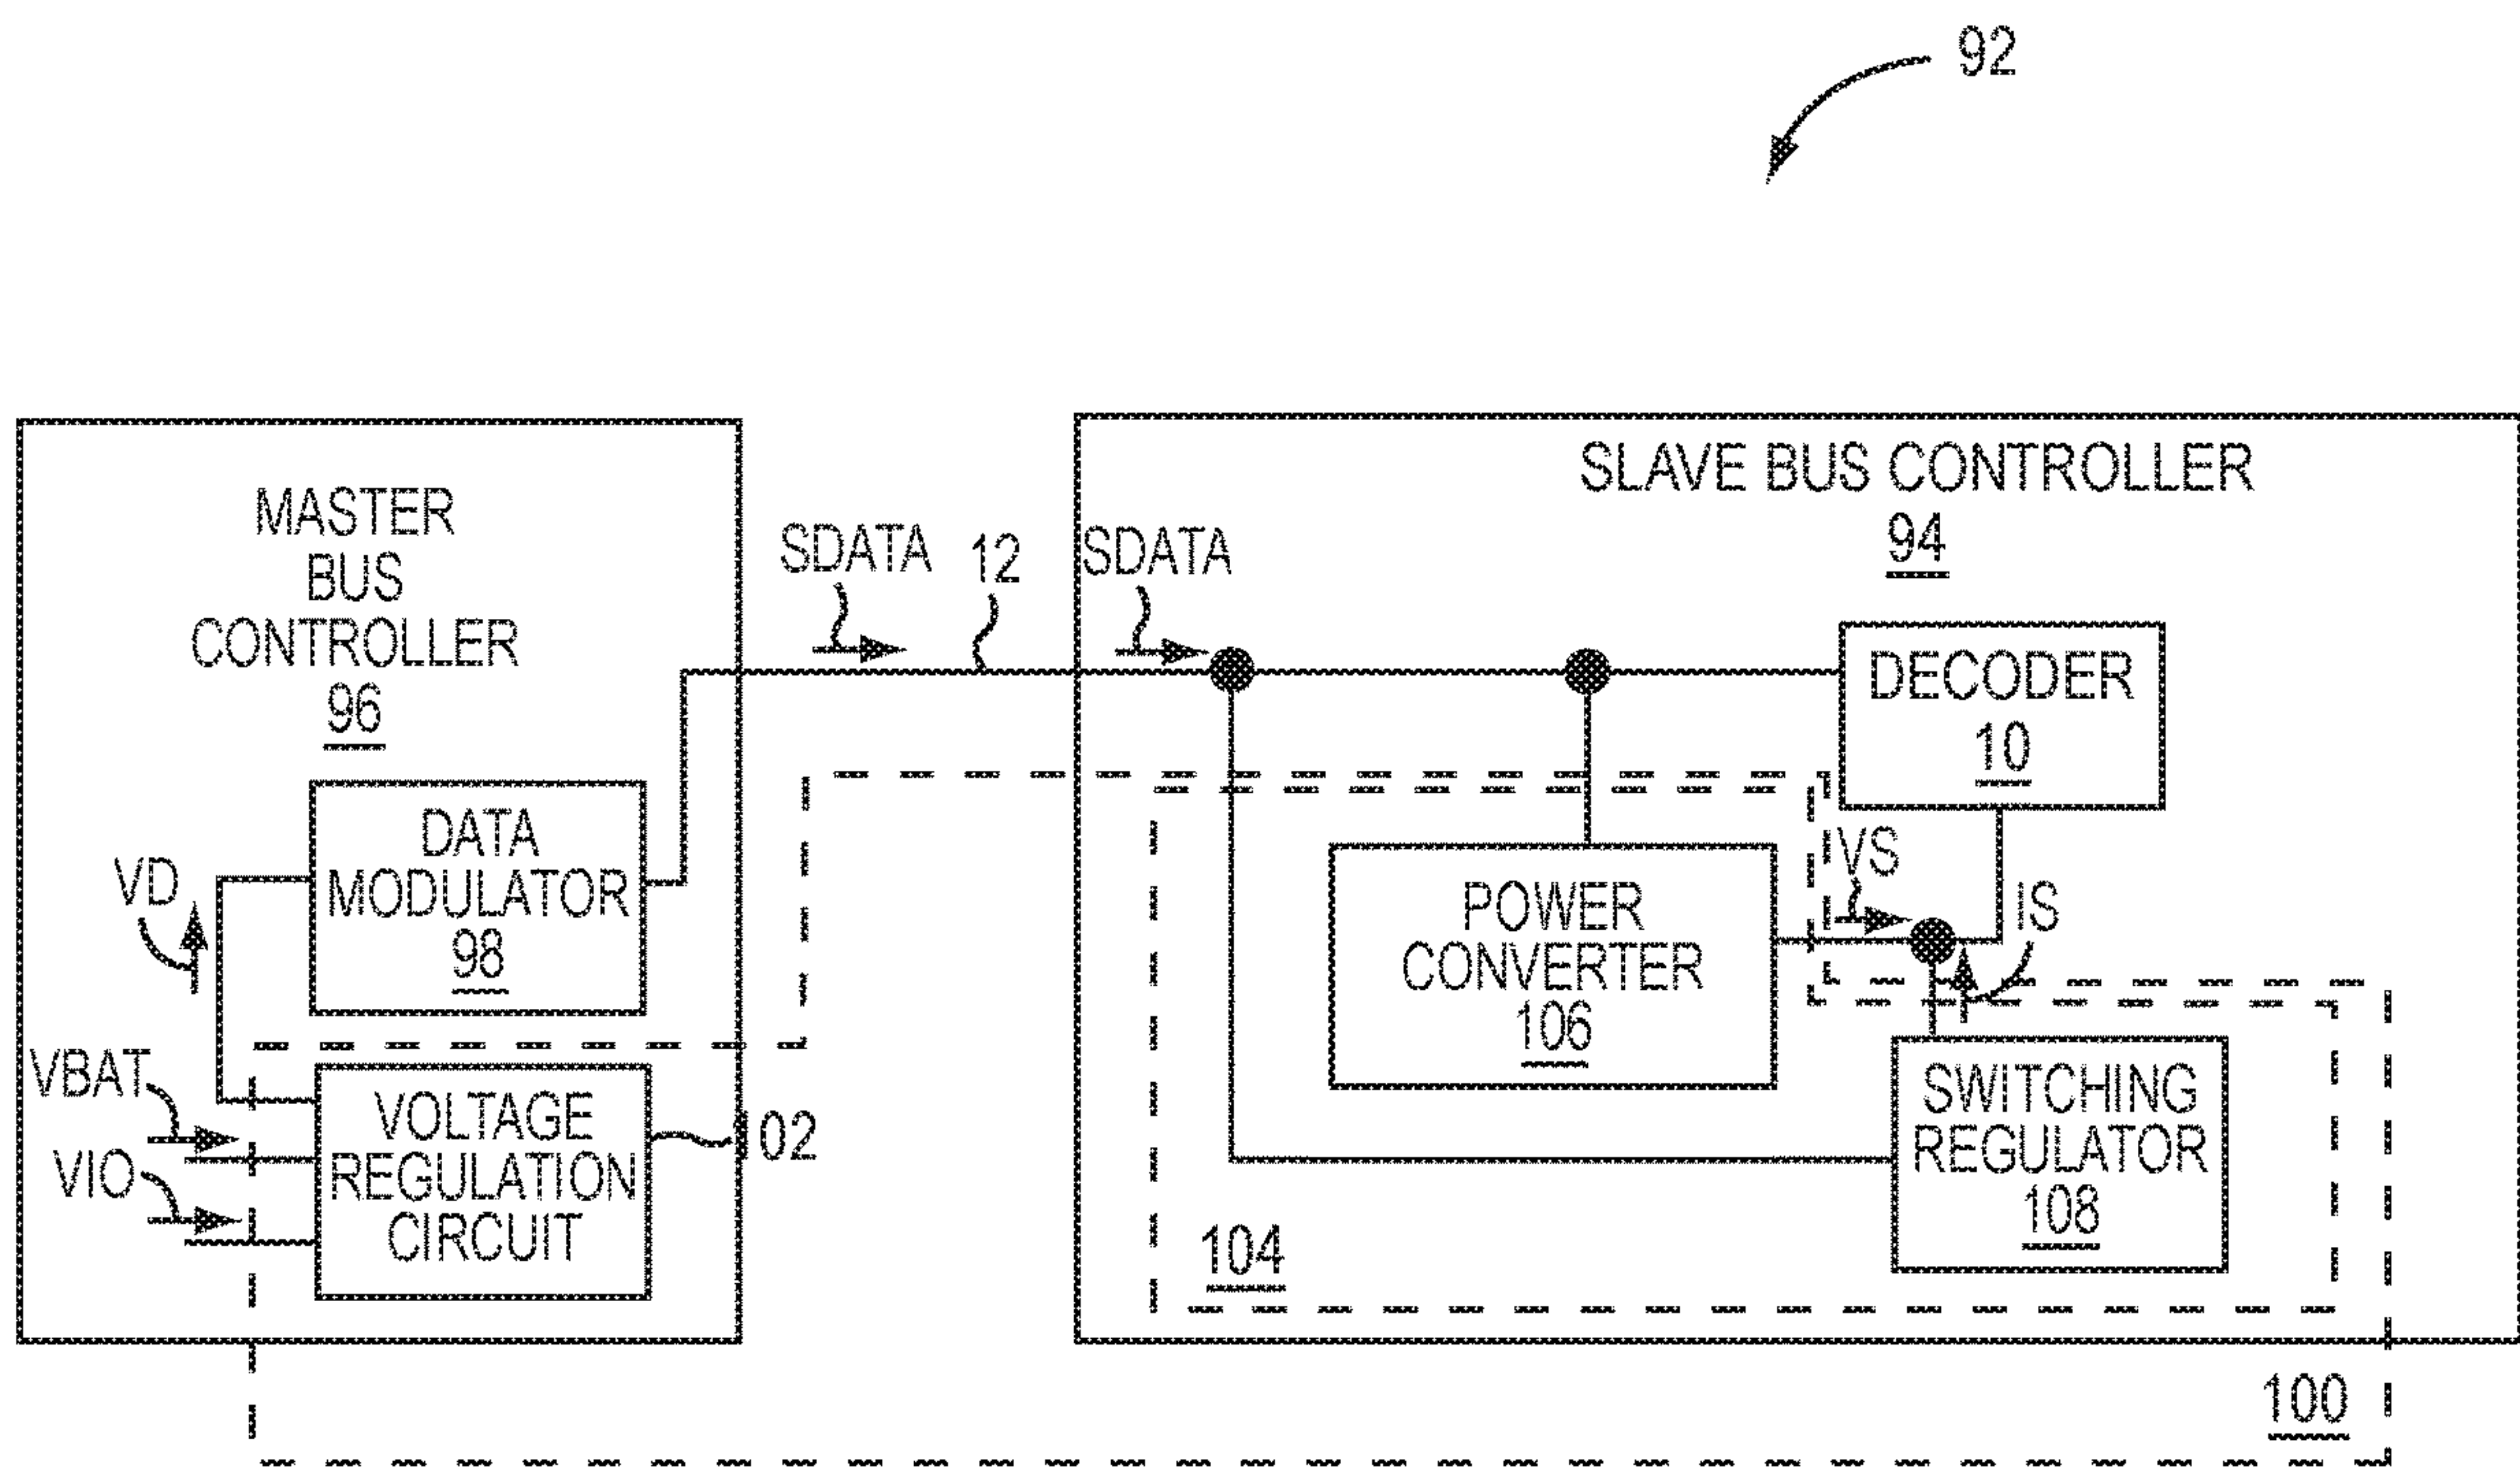 92
MASTER
BUS
CONTROLLER
96
SDATA
12
SDATA
SLAVE BUS CONTROLLER
94
DECODER
10
DATA
MODULATOR
98
VD
VBAT
VIO
VOLTAGE
REGULATION
CIRCUIT
102
POWER
CONVERTER
106
VS
IS
SWITCHING
REGULATOR
108
104
100